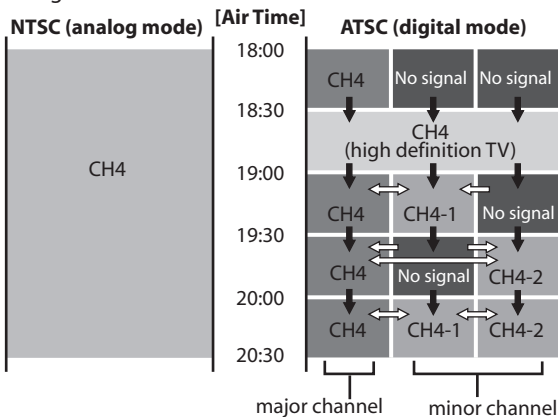 NTSC (analog mode) [Air Time] ATSC (digital mode)
18:00
CH4 No signal No signal
18:30
CH4
(high definition TV)
CH4
19:00
CH4 CH4-1 No signal
19:30
CH4 No signal CH4-2
20:00
CH4 CH4-1 CH4-2
20:30
major channel minor channel